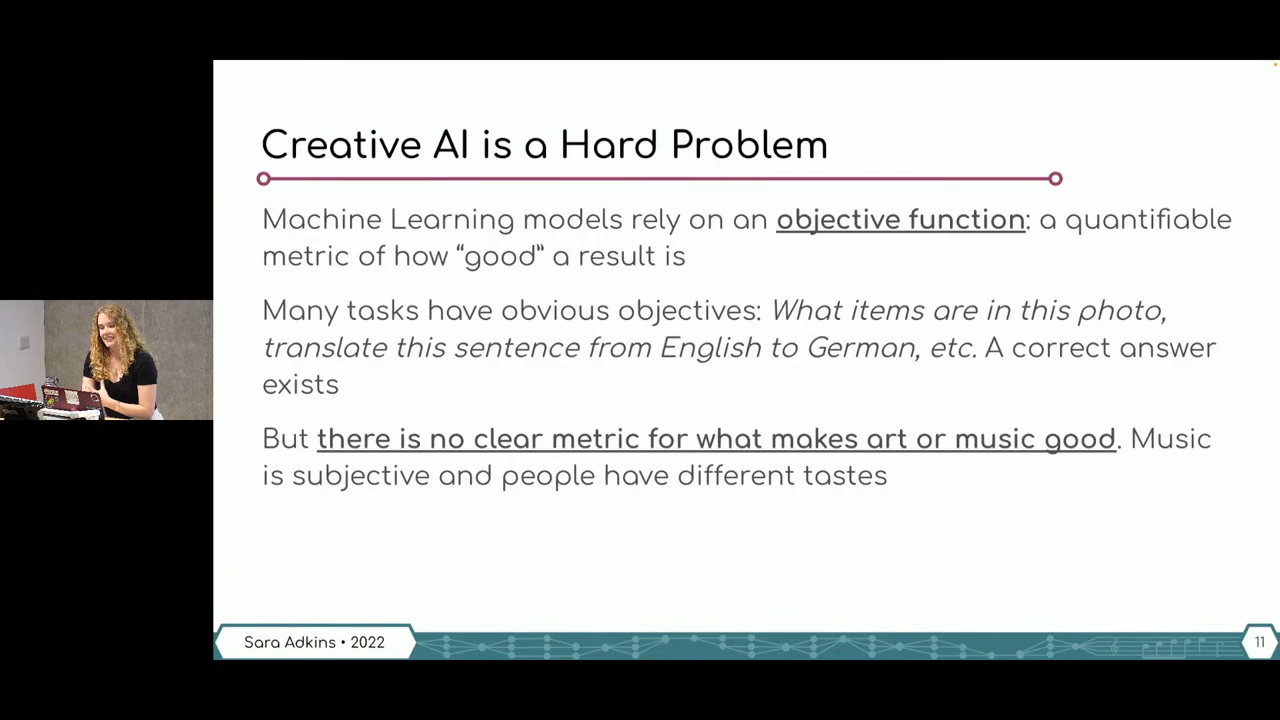 Creative AI is a Hard Problem
Machine Learning models rely on an objective function: a quantifiable
metric of how “good” a result is
Many tasks have obvious objectives: What items are in this photo,
translate this sentence from English to German, etc. A correct answer
exists
But there is no clear metric for what makes art or music good. Music
is subjective and people have different tastes
Sara Adkins • 2022
11